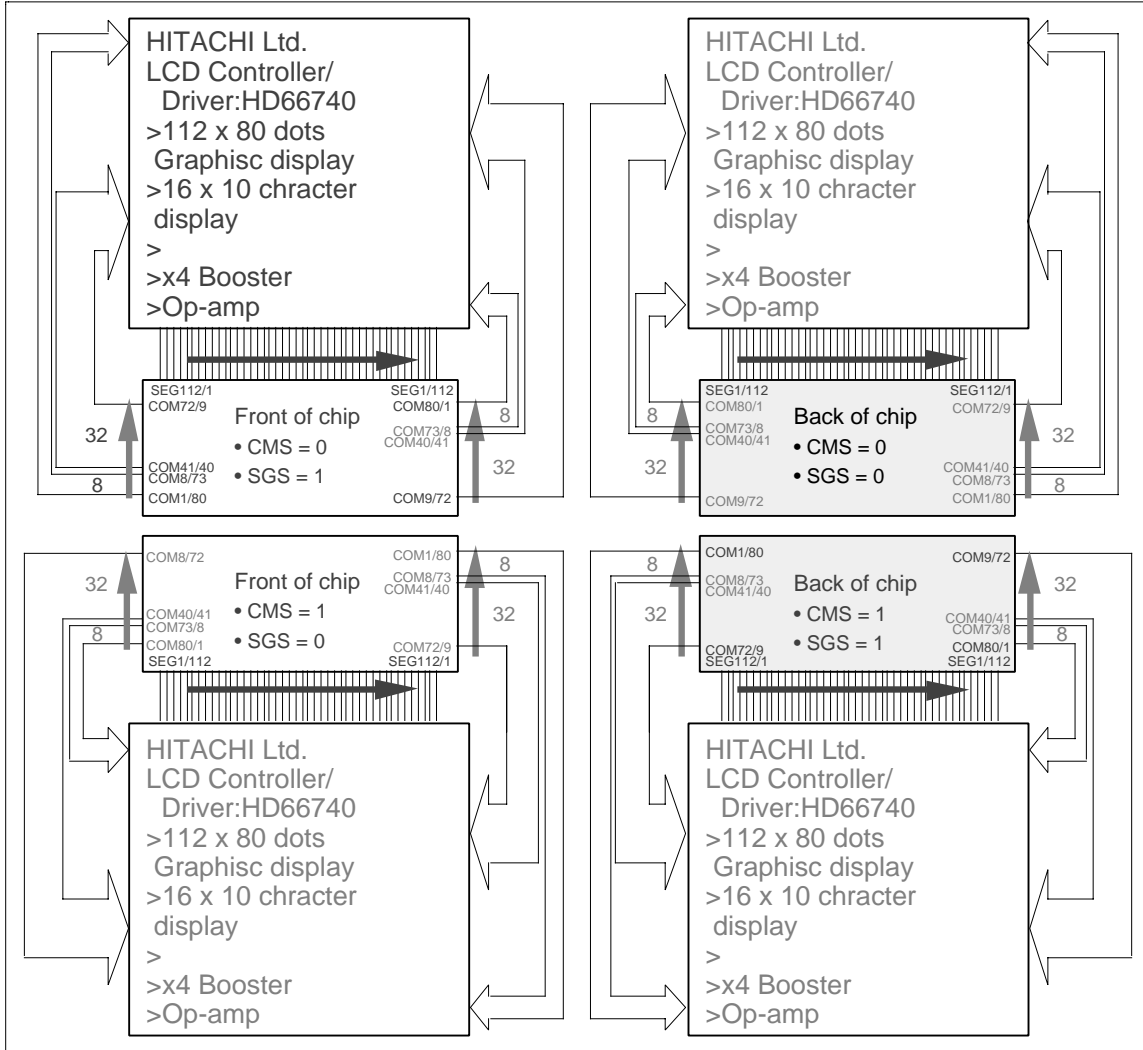 HITACHI Ltd.
LCD Controller/
Driver:HD66740
>112 x 80 dots
Graphisc display
>16 x 10 chracter
display
>
>x4 Booster
>Op-amp
SEG112/1
SEG1/112
COM72/9
COM80/1
Front of chip
8
COM73/8
COM40/41
32
• CMS = 0
32
COM41/40
COM8/73
• SGS = 1
8
COM1/80
COM9/72
HITACHI Ltd.
LCD Controller/
Driver:HD66740
>112 x 80 dots
Graphisc display
>16 x 10 chracter
display
>
>x4 Booster
>Op-amp
SEG1/112
SEG112/1
COM80/1
COM72/9
8
Back of chip
COM73/8
COM40/41
32
• CMS = 0
32
COM41/40
COM8/73
• SGS = 0
8
COM9/72
COM1/80
COM8/72
COM1/80
8
32
Front of chip
COM8/73
COM41/40
COM40/41
COM73/8
• CMS = 1
32
8
COM80/1
• SGS = 0
COM72/9
SEG1/112
SEG112/1
HITACHI Ltd.
LCD Controller/
Driver:HD66740
>112 x 80 dots
Graphisc display
>16 x 10 chracter
display
>
>x4 Booster
>Op-amp
COM1/80
COM9/72
8
COM8/73
COM41/40
Back of chip
32
32
• CMS = 1
COM40/41
COM73/8
8
• SGS = 1
COM72/9
COM80/1
SEG112/1
SEG1/112
HITACHI Ltd.
LCD Controller/
Driver:HD66740
>112 x 80 dots
Graphisc display
>16 x 10 chracter
display
>
>x4 Booster
>Op-amp